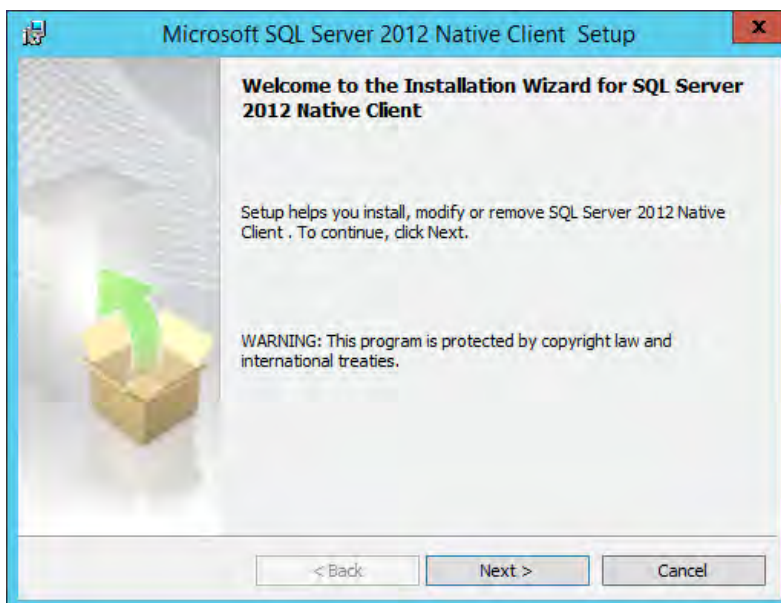 Microsoft SQL Server 2012 Native Client Setup
x
Welcome to the Installation Wizard for SQL Server
2012 Native Client
Setup helps you install, modify or remove SQL Server 2012 Native
Client . To continue, click Next.
WARNING: This program is protected by copyright law and
international treaties.
< Back
Next >
Cancel